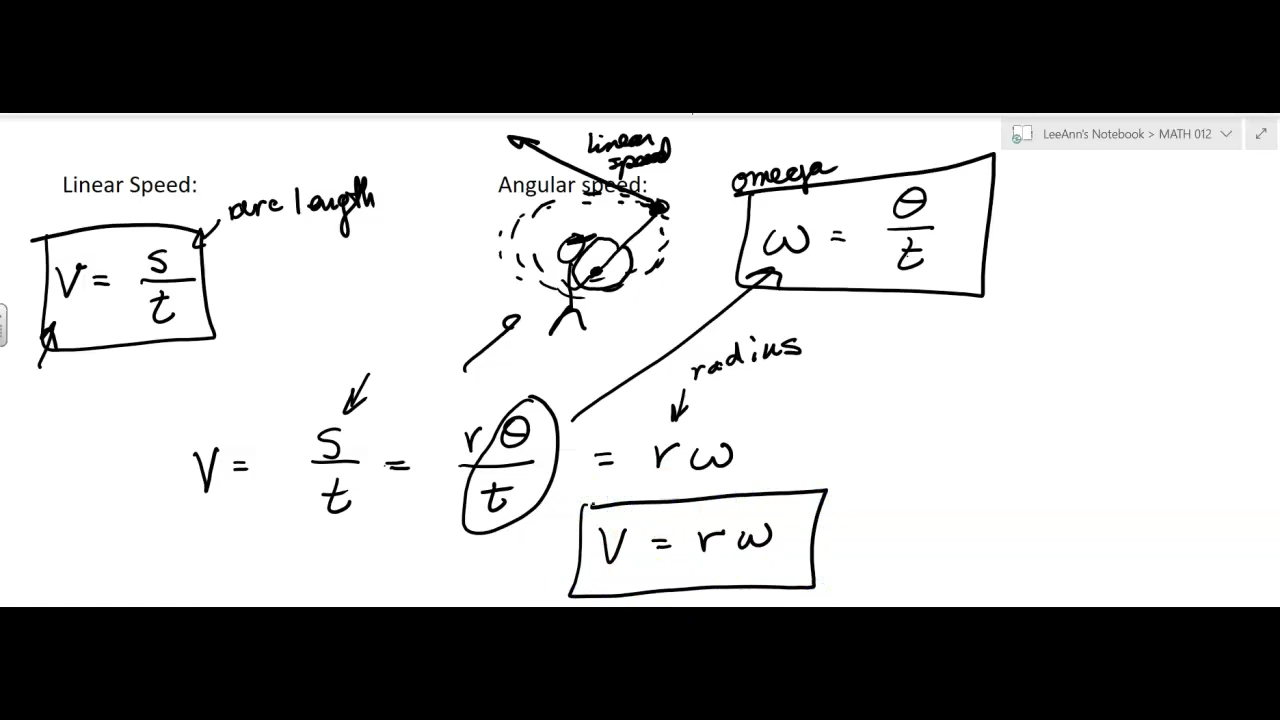 LeeAnn's Notebook > MATH 012
Linear Speed:
arc length
V = s/t
Angular speed:
linear
speed
omega
ω = θ/t
radius
V = s/t = rθ/t = rω
V = rω